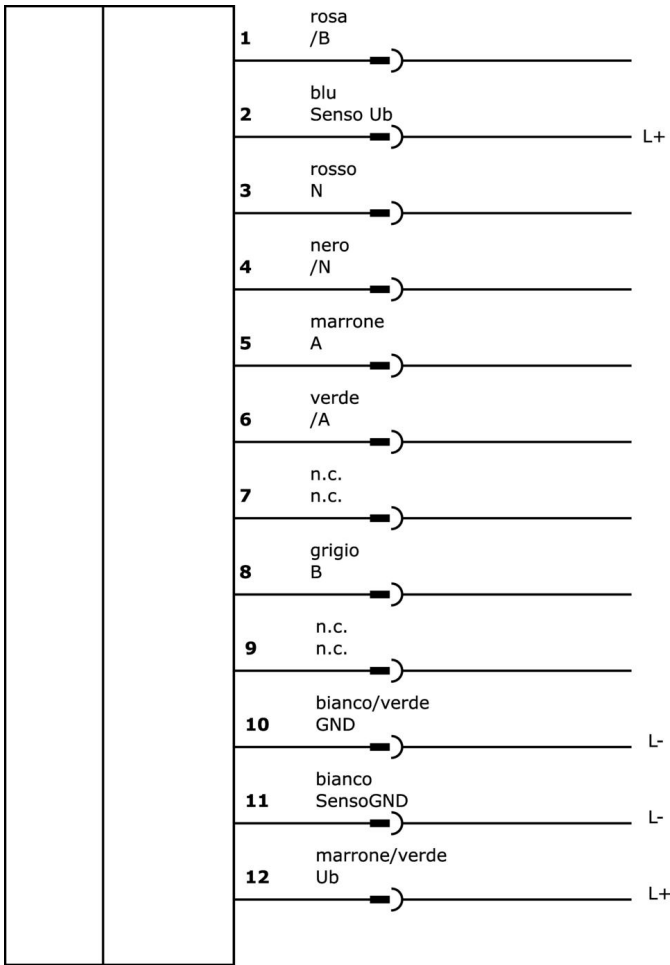 rosa
1 /B
blu
2 Senso Ub
L+
rosso
3 N
nero
4 /N
marrone
5 A
verde
6 /A
n.c.
7 n.c.
grigio
8 B
n.c.
9 n.c.
bianco/verde
10 GND
L-
bianco
11 SensoGND
L-
marrone/verde
12 Ub
L+